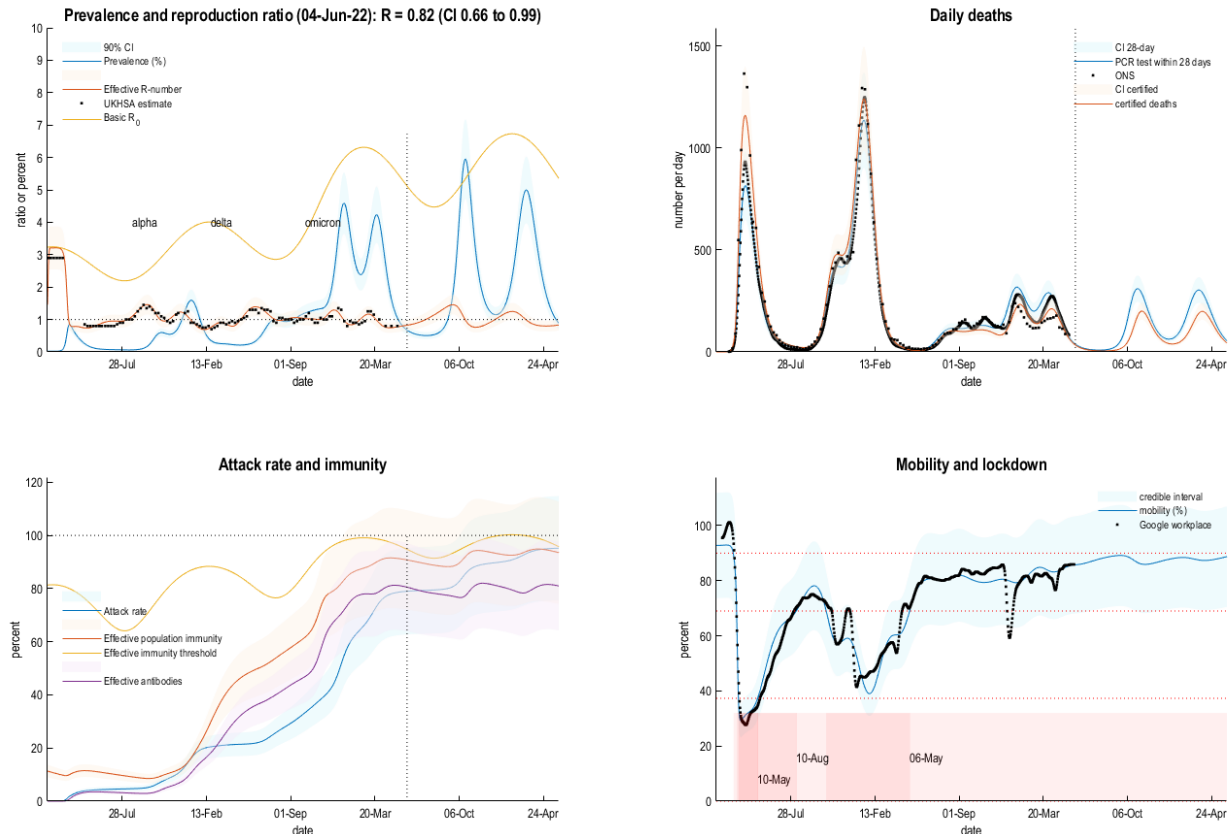 Prevalence and reproduction ratio (04-Jun-22): R = 0.82 (CI 0.66 to 0.99)
10
9
8
7
6
5
4
3
2
1
0
ratio or percent
90% CI
Prevalence (%)
Effective R-number
UKHSA estimate
Basic R0
alpha
delta
omicron
28-Jul 13-Feb 01-Sep 20-Mar 06-Oct 24-Apr
date
Daily deaths
1500
1000
500
0
number per day
CI 28-day
PCR test within 28 days
ONS
CI certified
certified deaths
28-Jul 13-Feb 01-Sep 20-Mar 06-Oct 24-Apr
date
Attack rate and immunity
120
100
80
60
40
20
0
percent
Attack rate
Effective population immunity
Effective immunity threshold
Effective antibodies
28-Jul 13-Feb 01-Sep 20-Mar 06-Oct 24-Apr
date
Mobility and lockdown
100
80
60
40
20
0
percent
credible interval
mobility (%)
Google workplace
10-May
10-Aug
06-May
28-Jul 13-Feb 01-Sep 20-Mar 06-Oct 24-Apr
date